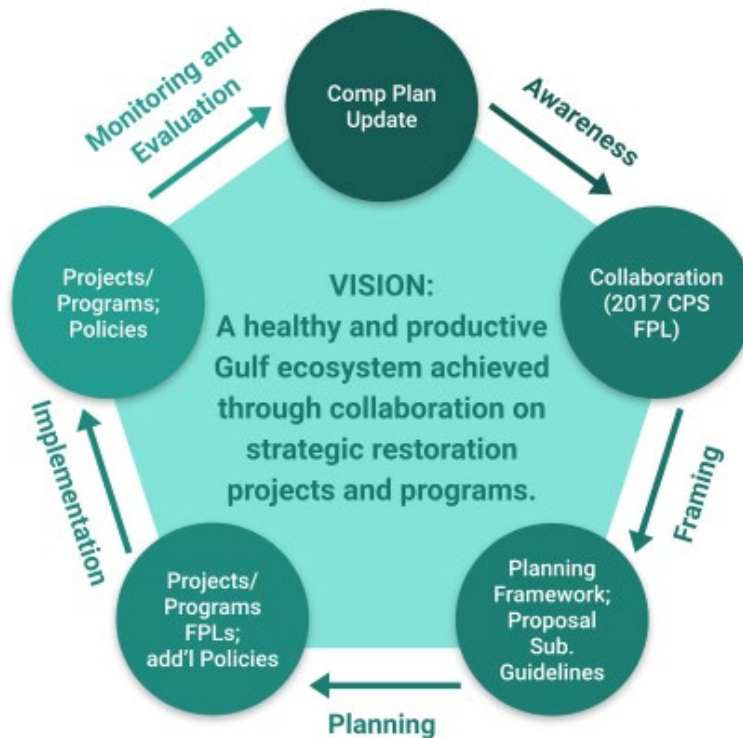 Comp Plan
Update
Awareness
Collaboration
(2017 CPS
FPL)
Framing
Planning
Framework;
Proposal
Sub.
Guidelines
Planning
Projects/
Programs
FPLs;
add'l Policies
Implementation
Projects/
Programs;
Policies
Monitoring and
Evaluation
VISION:
A healthy and productive
Gulf ecosystem achieved
through collaboration on
strategic restoration
projects and programs.